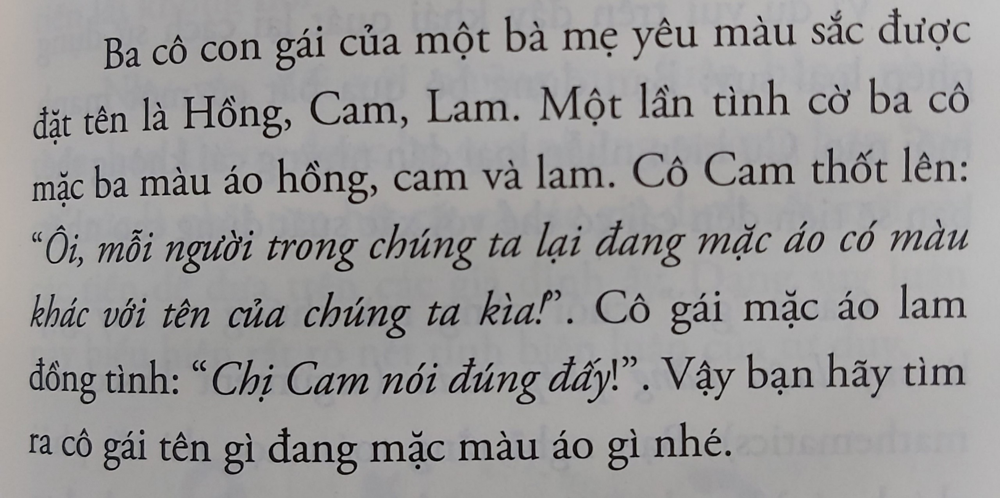 Ba cô con gái của một bà mẹ yêu màu sắc được
đặt tên là Hồng, Cam, Lam. Một lần tình cờ ba cô
mặc ba màu áo hồng, cam và lam. Cô Cam thốt lên:
“Ôi, mỗi người trong chúng ta lại đang mặc áo có màu
khác với tên của chúng ta kìa!”. Cô gái mặc áo lam
đồng tình: “Chị Cam nói đúng đấy!”. Vậy bạn hãy tìm
ra cô gái tên gì đang mặc màu áo gì nhé.